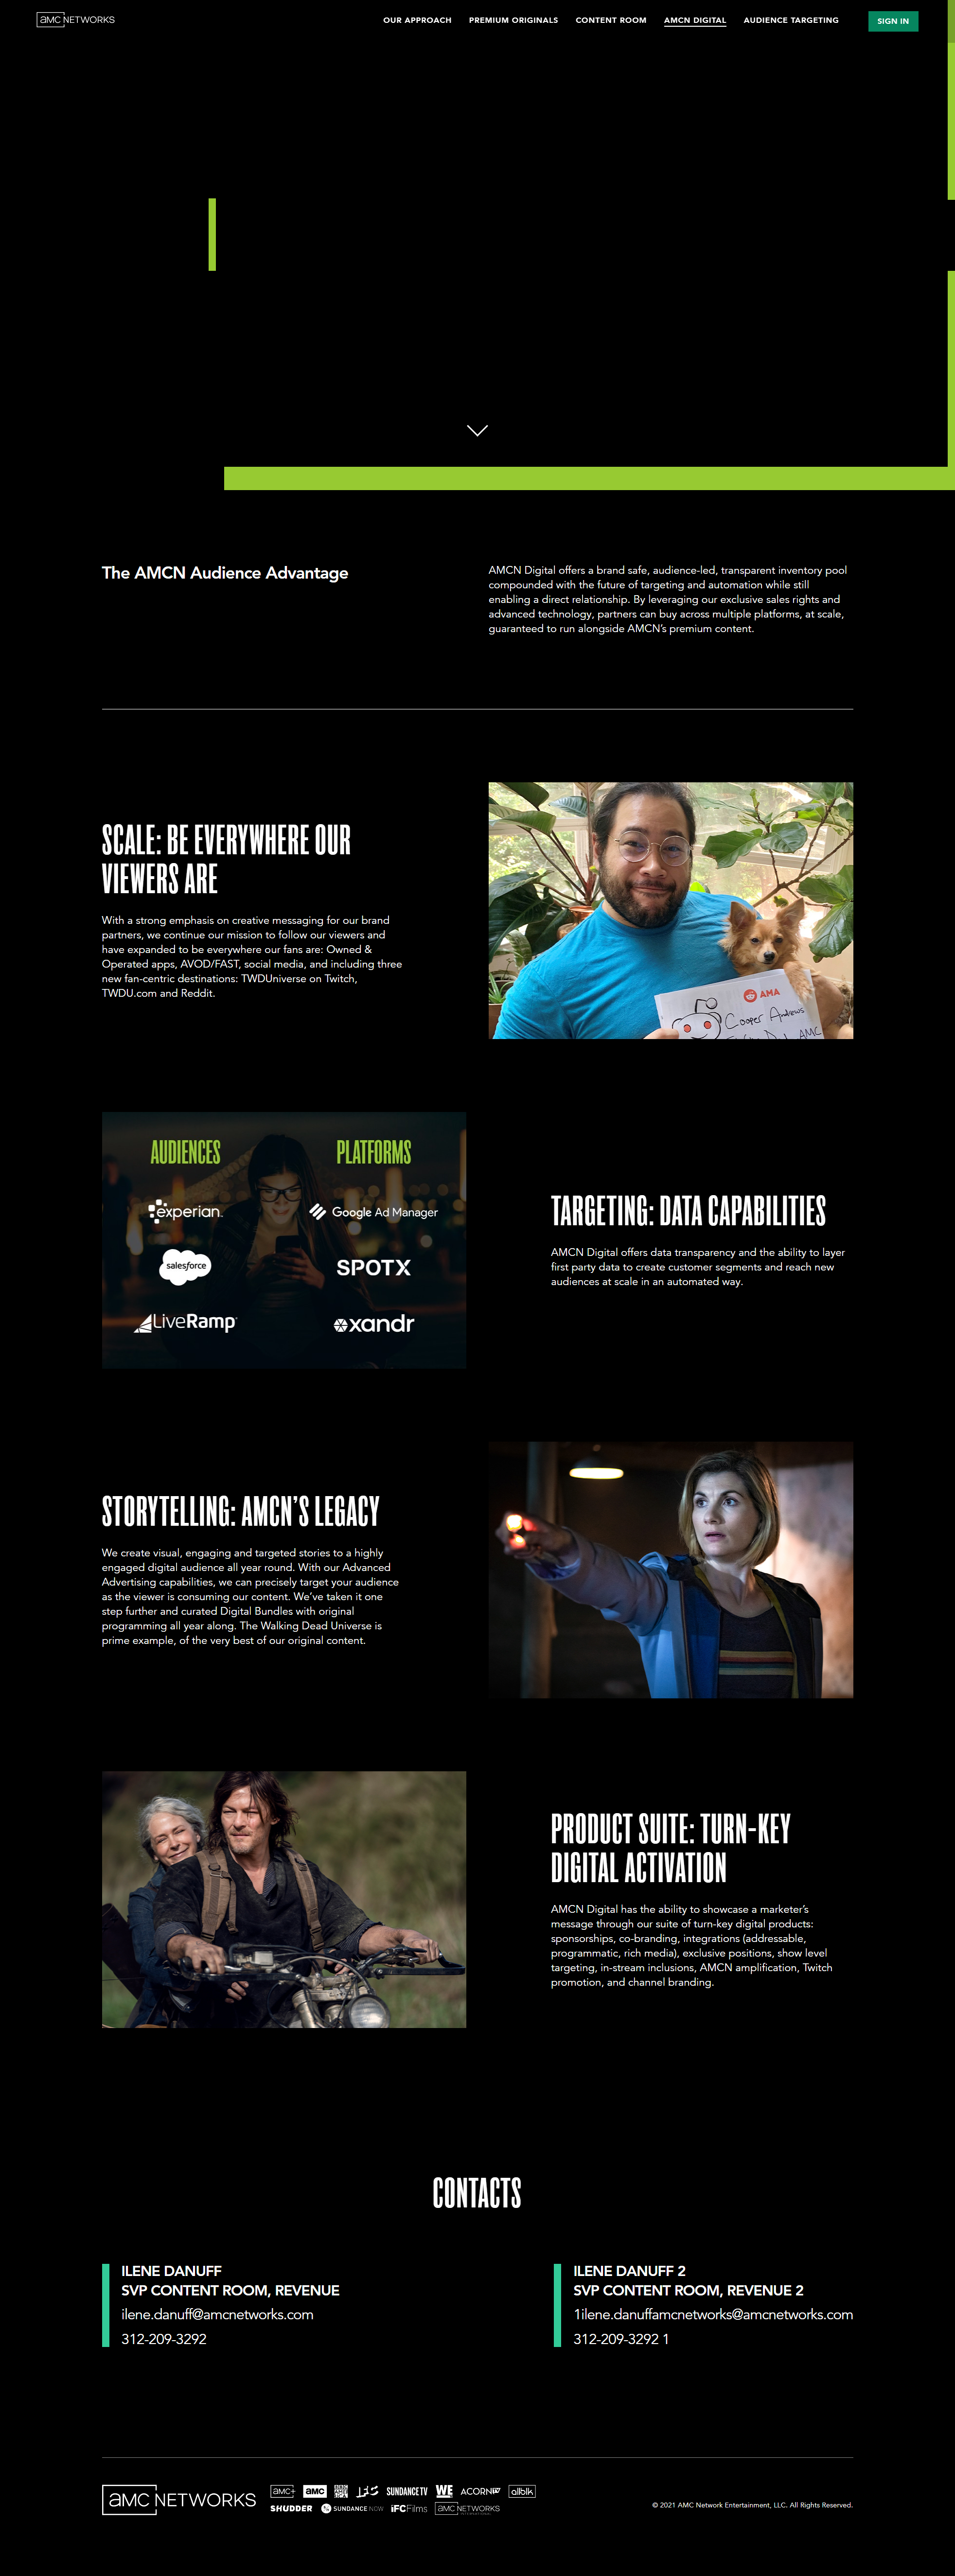 aMC NETWORKS
OUR APPROACH
PREMIUM ORIGINALS
CONTENT ROOM
AMCN DIGITAL
AUDIENCE TARGETING
SIGN IN
The AMCN Audience Advantage
AMCN Digital offers a brand safe, audience-led, transparent inventory pool
compounded with the future of targeting and automation while still
enabling a direct relationship. By leveraging our exclusive sales rights and
advanced technology, partners can buy across multiple platforms, at scale,
guaranteed to run alongside AMCN’s premium content.
SCALE: BE EVERYWHERE OUR
VIEWERS ARE
With a strong emphasis on creative messaging for our brand
partners, we continue our mission to follow our viewers and
have expanded to be everywhere our fans are: Owned &
Operated apps, AVOD/FAST, social media, and including three
new fan-centric destinations: TWDUniverse on Twitch,
TWDU.com and Reddit.
AMA
Cooper Andrews
AMC
AUDIENCES
experian.
salesforce
LiveRamp
PLATFORMS
Google Ad Manager
SPOTX
xandr
TARGETING: DATA CAPABILITIES
AMCN Digital offers data transparency and the ability to layer
first party data to create customer segments and reach new
audiences at scale in an automated way.
STORYTELLING: AMCN’S LEGACY
We create visual, engaging and targeted stories to a highly
engaged digital audience all year round. With our Advanced
Advertising capabilities, we can precisely target your audience
as the viewer is consuming our content. We’ve taken it one
step further and curated Digital Bundles with original
programming all year along. The Walking Dead Universe is
prime example, of the very best of our original content.
PRODUCT SUITE: TURN-KEY
DIGITAL ACTIVATION
AMCN Digital has the ability to showcase a marketer’s
message through our suite of turn-key digital products:
sponsorships, co-branding, integrations (addressable,
programmatic, rich media), exclusive positions, show level
targeting, in-stream inclusions, AMCN amplification, Twitch
promotion, and channel branding.
CONTACTS
ILENE DANUFF
SVP CONTENT ROOM, REVENUE
ilene.danuff@amcnetworks.com
312-209-3292
ILENE DANUFF 2
SVP CONTENT ROOM, REVENUE 2
1ilene.danuffamcnetworks@amcnetworks.com
312-209-3292 1
aMC NETWORKS
aMC+
aMC
BBC AMERICA
IFC
SUNDANCETV
WE
ACORN TV
allblk
SHUDDER
SUNDANCE NOW
IFC Films
aMC NETWORKS
© 2021 AMC Network Entertainment, LLC. All Rights Reserved.